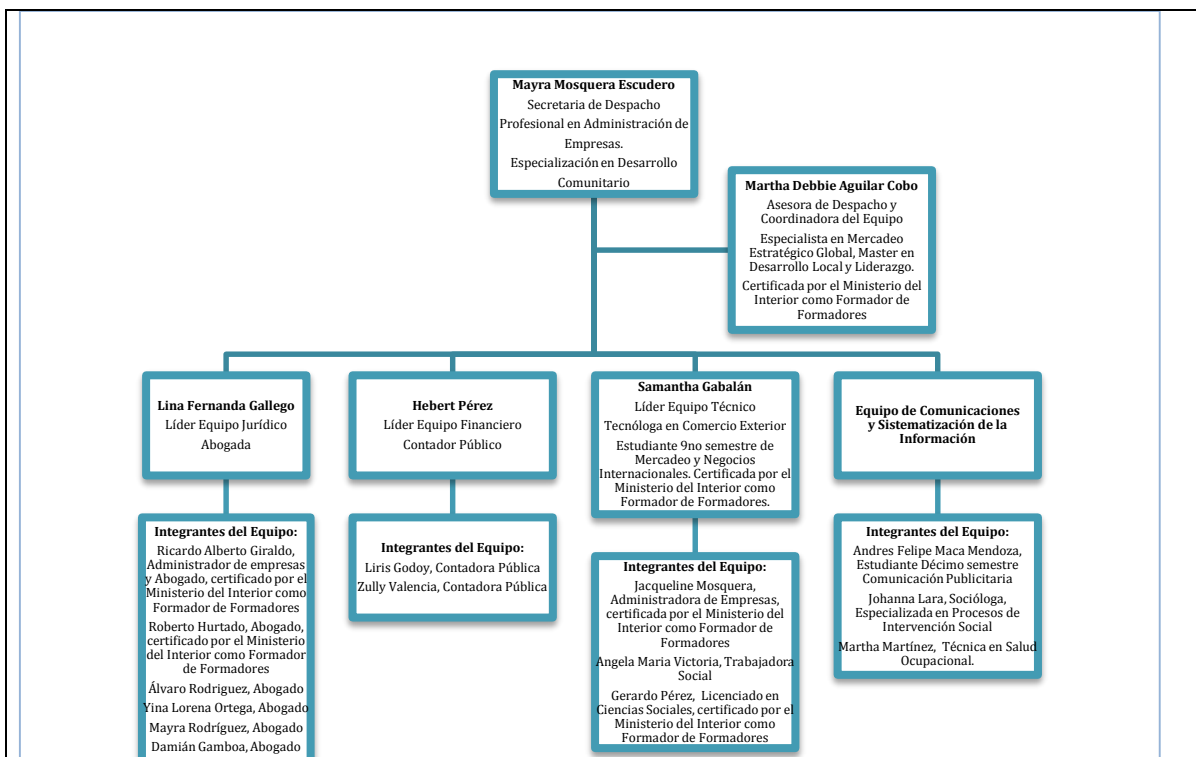 Mayra Mosquera Escudero
Secretaria de Despacho
Profesional en Administración de
Empresas.
Especialización en Desarrollo
Comunitario
Martha Debbie Aguilar Cobo
Asesora de Despacho y
Coordinadora del Equipo
Especialista en Mercadeo
Estratégico Global, Master en
Desarrollo Local y Liderazgo.
Certificada por el Ministerio del
Interior como Formador de
Formadores
Lina Fernanda Gallego
Líder Equipo Jurídico
Abogada
Hebert Pérez
Líder Equipo Financiero
Contador Público
Samantha Gabalán
Líder Equipo Técnico
Tecnóloga en Comercio Exterior
Estudiante 9no semestre de
Mercadeo y Negocios
Internacionales. Certificada por el
Ministerio del Interior como
Formador de Formadores.
Equipo de Comunicaciones
y Sistematización de la
Información
Integrantes del Equipo:
Ricardo Alberto Giraldo,
Administrador de empresas
y Abogado, certificado por el
Ministerio del Interior como
Formador de Formadores
Roberto Hurtado, Abogado,
certificado por el Ministerio
del Interior como Formador
de Formadores
Álvaro Rodriguez, Abogado
Yina Lorena Ortega, Abogado
Mayra Rodríguez, Abogado
Damián Gamboa, Abogado
Integrantes del Equipo:
Liris Godoy, Contadora Pública
Zully Valencia, Contadora Pública
Integrantes del Equipo:
Jacqueline Mosquera,
Administradora de Empresas,
certificada por el Ministerio del
Interior como Formador de
Formadores
Angela Maria Victoria, Trabajadora
Social
Gerardo Pérez, Licenciado en
Ciencias Sociales, certificado por el
Ministerio del Interior como
Formador de Formadores
Integrantes del Equipo:
Andres Felipe Maca Mendoza,
Estudiante Décimo semestre
Comunicación Publicitaria
Johanna Lara, Socióloga,
Especializada en Procesos de
Intervención Social
Martha Martínez, Técnica en Salud
Ocupacional.